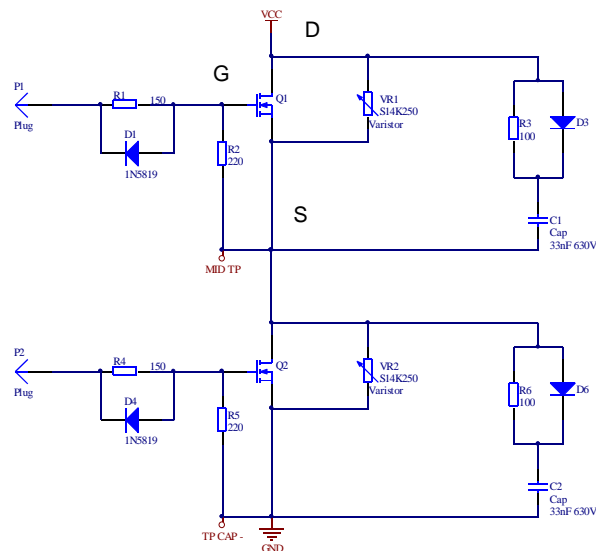 VCC
D
G
P1
R1
150
Q1
VR1
S14K250
Varistor
R3
100
D3
Plug
D1
1N5819
R2
220
S
C1
Cap
33nF 630V
MID TP
P2
R4
150
Q2
VR2
S14K250
Varistor
R6
100
D6
Plug
D4
1N5819
R5
220
C2
Cap
33nF 630V
TP CAP -
GND